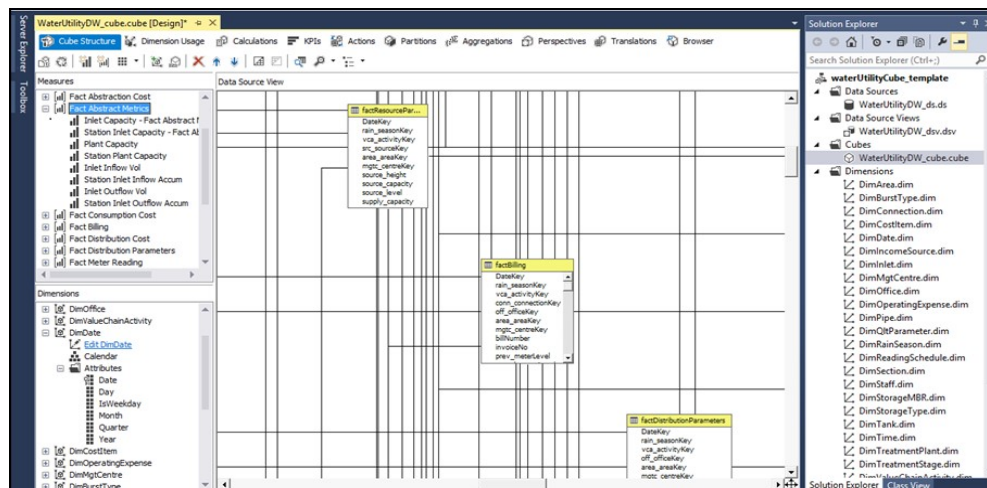 Server Explorer
Toolbox
WaterUtilityDW_cube.cube [Design]*
Cube Structure
Dimension Usage
Calculations
KPIs
Actions
Partitions
Aggregations
Perspectives
Translations
Browser
Measures
Fact Abstraction Cost
Fact Abstract Metrics
Inlet Capacity - Fact Abstract
Station Inlet Capacity - Fact Al
Plant Capacity
Station Plant Capacity
Inlet Inflow Vol
Station Inlet Inflow Accum
Inlet Outflow Vol
Station Inlet Outflow Accum
Fact Consumption Cost
Fact Billing
Fact Distribution Cost
Fact Distribution Parameters
Fact Meter Reading
Dimensions
DimOffice
DimValueChainActivity
DimDate
Edit DimDate
Calendar
Attributes
Date
Day
IsWeekday
Month
Quarter
Year
DimCostItem
DimOperatingExpense
DimMgtCentre
DimBurstType
Data Source View
factResourcePar...
DateKey
rain_seasonKey
vca_activityKey
src_sourceKey
area_areaKey
mgtc_centreKey
source_height
source_capacity
source_level
supply_capacity
factBilling
DateKey
rain_seasonKey
vca_activityKey
conn_connectionKey
off_officeKey
area_areaKey
mgtc_centreKey
billNumber
invoiceNo
prev_meterLevel
factDistributionParameters
DateKey
rain_seasonKey
vca_activityKey
off_officeKey
area_areaKey
mgtc_centreKey
Solution Explorer
Search Solution Explorer (Ctrl+;)
waterUtilityCube_template
Data Sources
WaterUtilityDW_ds.ds
Data Source Views
WaterUtilityDW_dsv.dsv
Cubes
WaterUtilityDW_cube.cube
Dimensions
DimArea.dim
DimBurstType.dim
DimConnection.dim
DimCostItem.dim
DimDate.dim
DimIncomeSource.dim
DimInlet.dim
DimMgtCentre.dim
DimOffice.dim
DimOperatingExpense.dim
DimPipe.dim
DimQltParameter.dim
DimRainSeason.dim
DimReadingSchedule.dim
DimSection.dim
DimStaff.dim
DimStorageMBR.dim
DimStorageType.dim
DimTank.dim
DimTime.dim
DimTreatmentPlant.dim
DimTreatmentStage.dim
DimValueChainActivity.dim
Solution Explorer
Class View